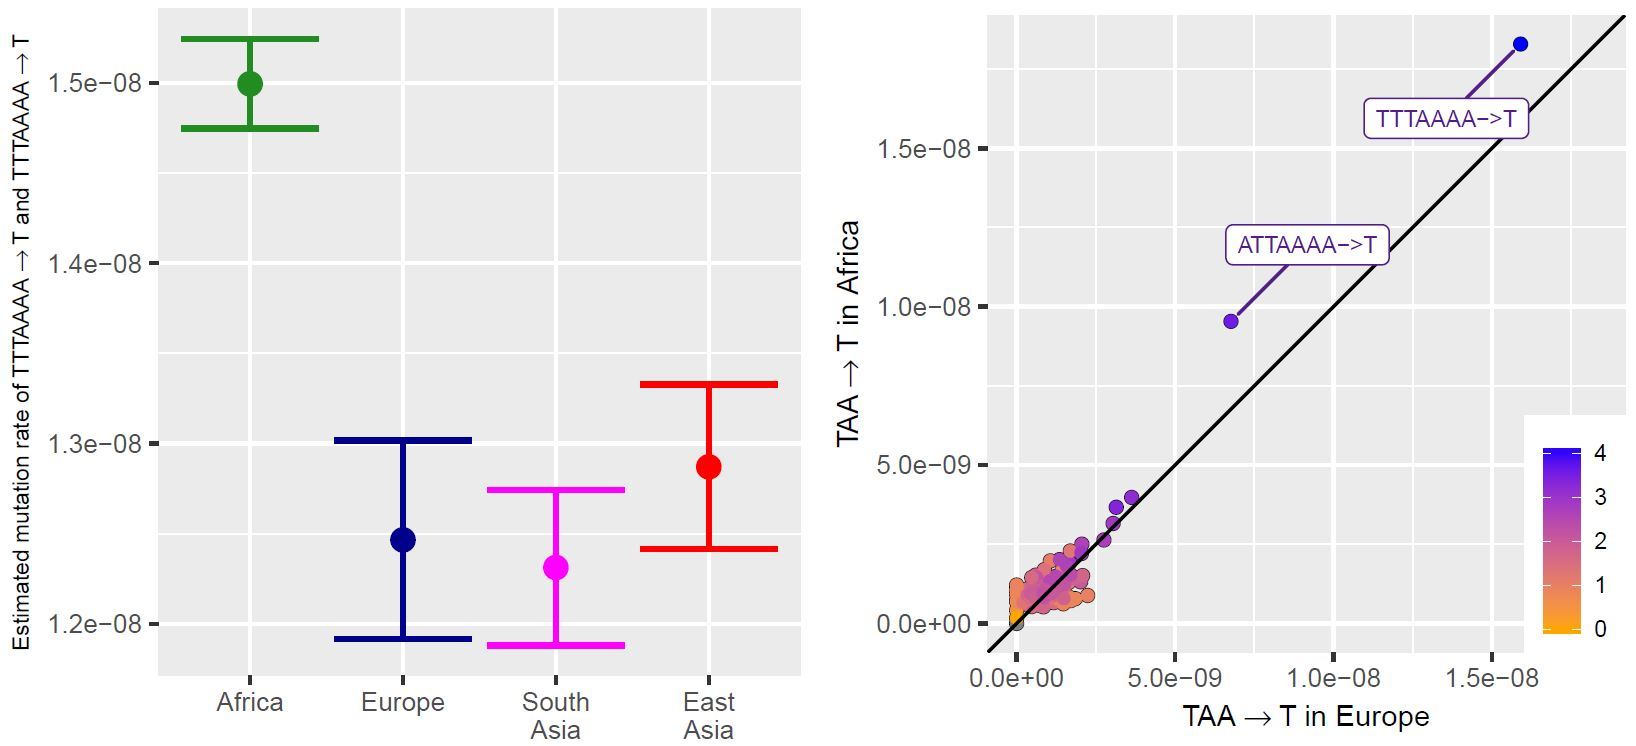 Estimated mutation rate of TTTAAAA → T and TTTAAAA → T
1.5e−08
1.4e−08
1.3e−08
1.2e−08
Africa
Europe
South
Asia
East
Asia
TAA → T in Africa
1.5e−08
1.0e−08
5.0e−09
0.0e+00
TTTAAAA−>T
ATTAAAA−>T
4
3
2
1
0
0.0e+00
5.0e−09
1.0e−08
1.5e−08
TAA → T in Europe